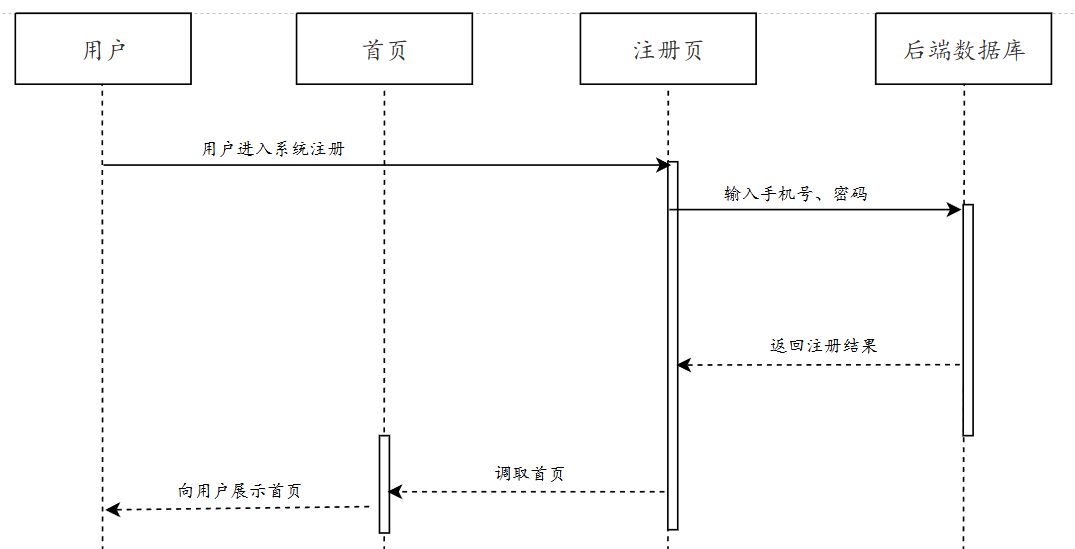 用户
首页
注册页
后端数据库
用户进入系统注册
输入手机号、密码
返回注册结果
调取首页
向用户展示首页